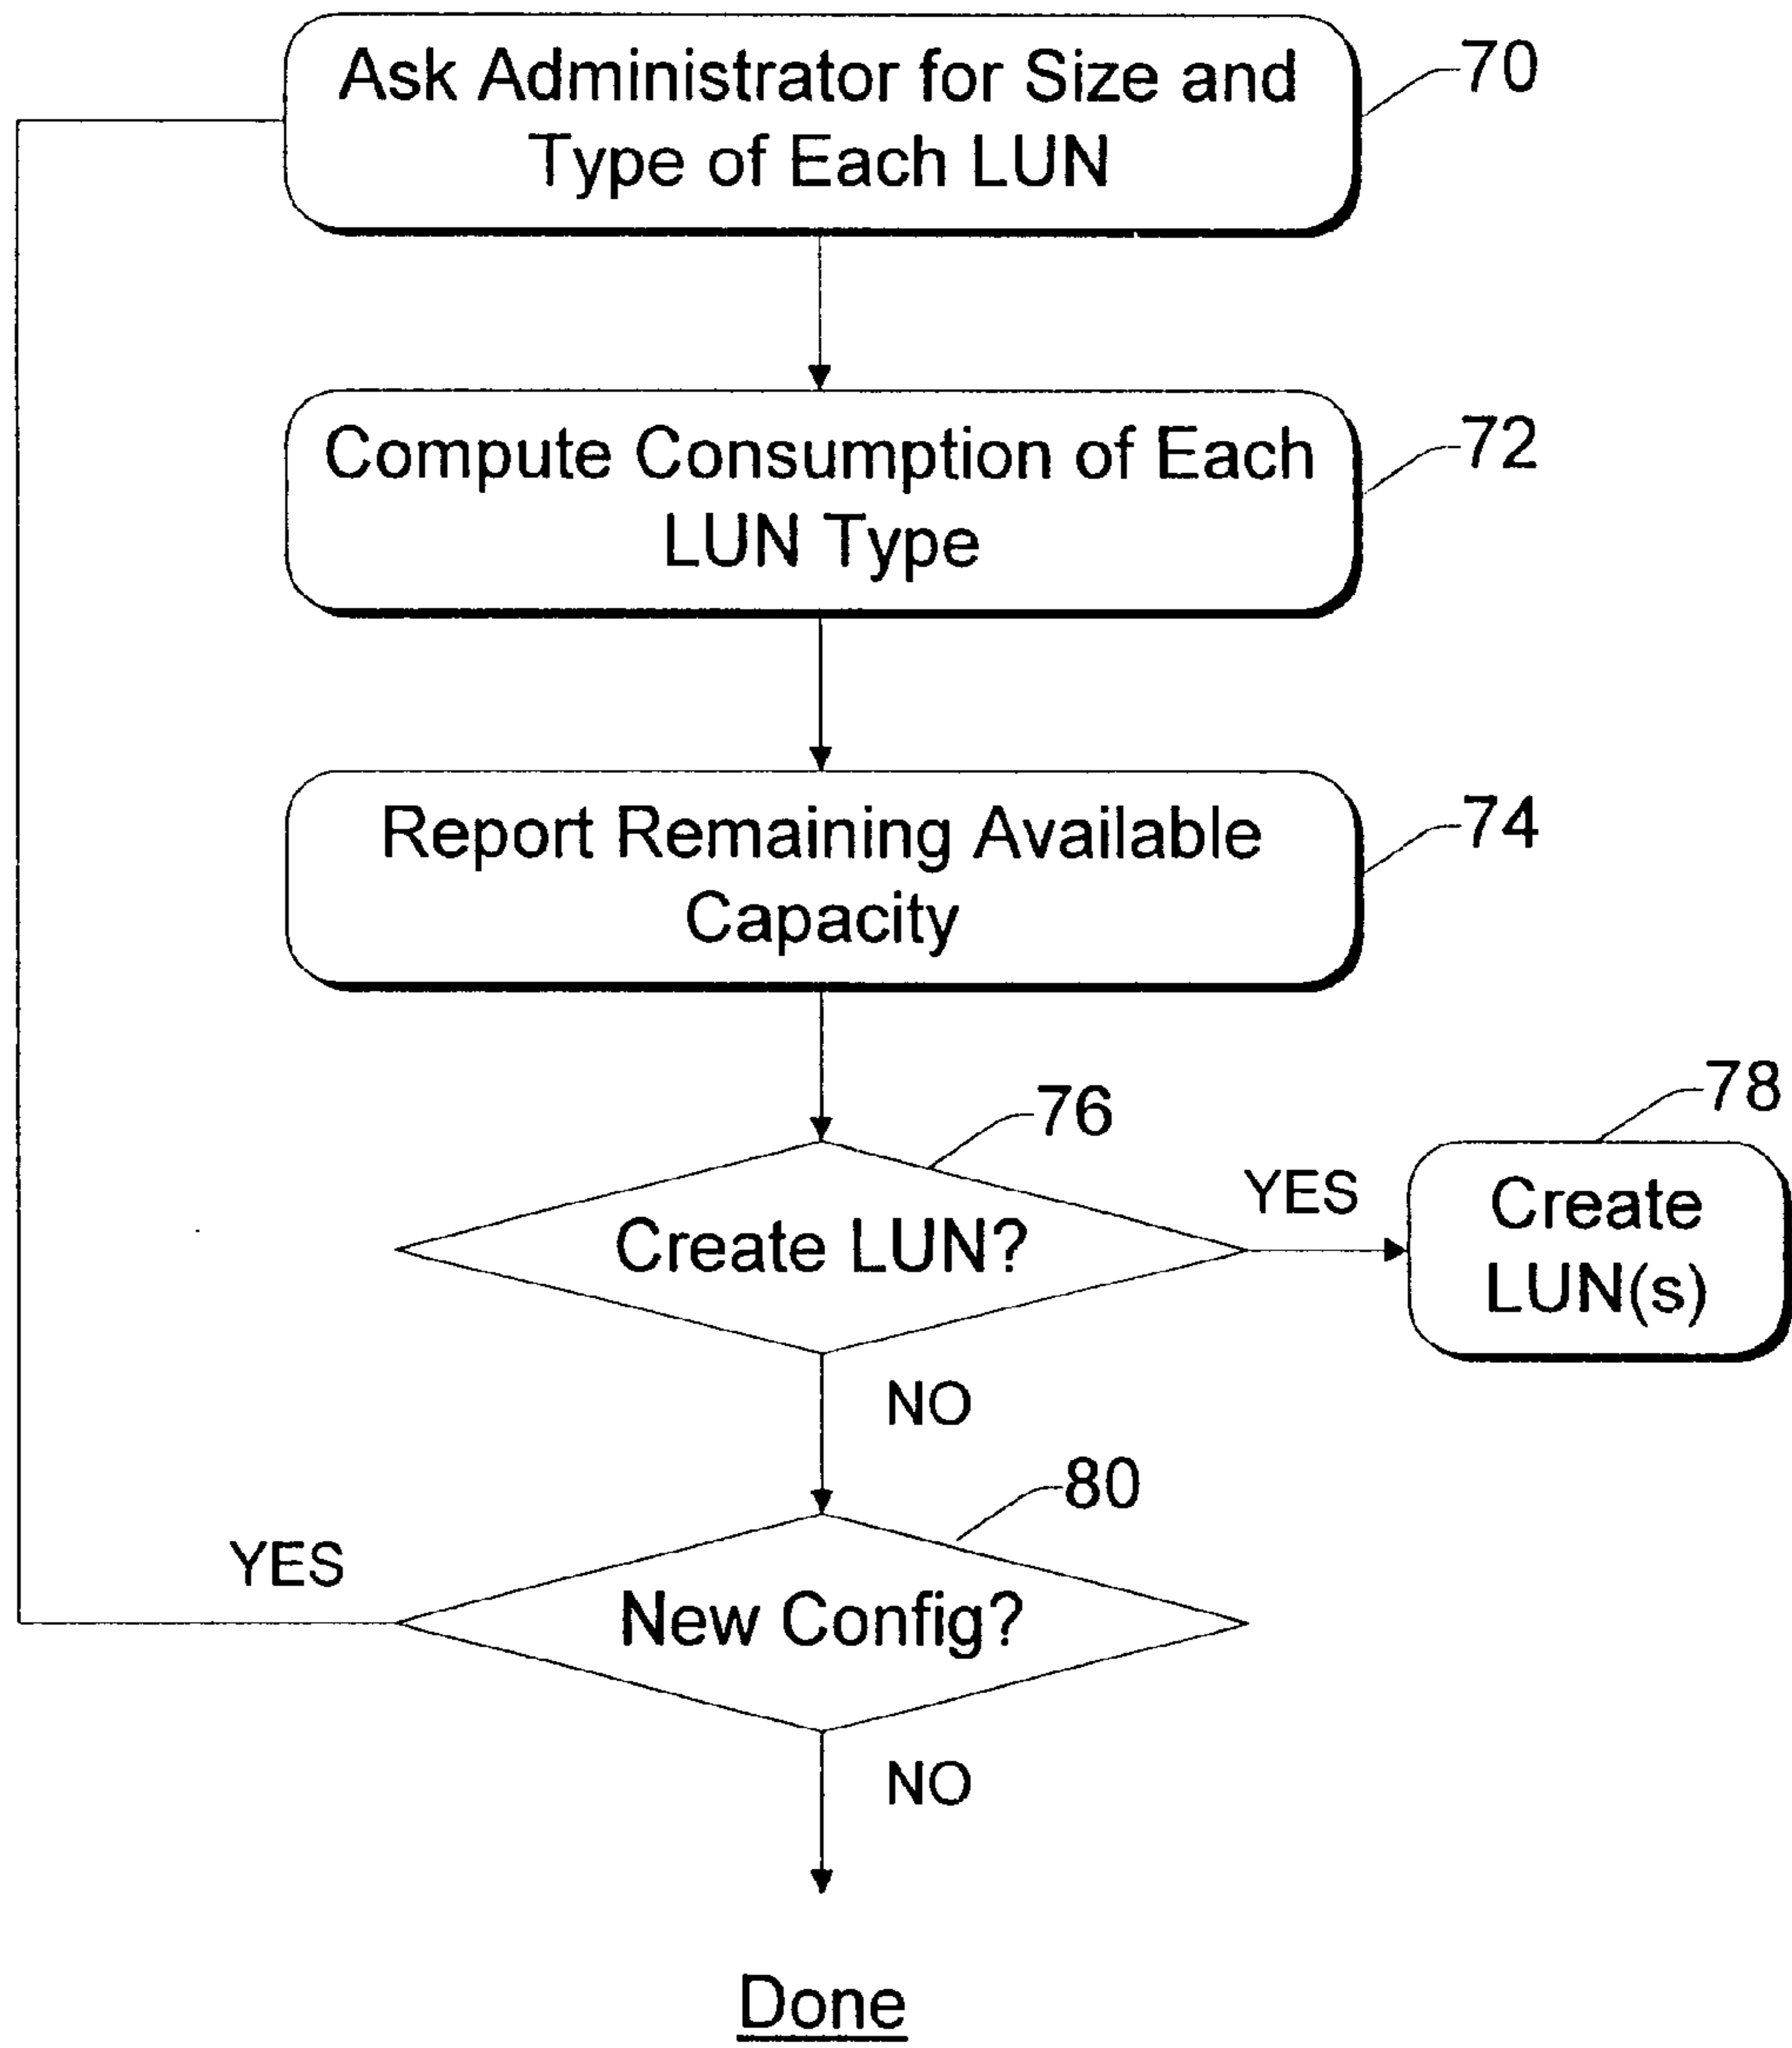 Ask Administrator for Size and
Type of Each LUN
70
Compute Consumption of Each
LUN Type
72
Report Remaining Available
Capacity
74
76
Create LUN?
YES
78
Create
LUN(s)
NO
80
New Config?
YES
NO
Done